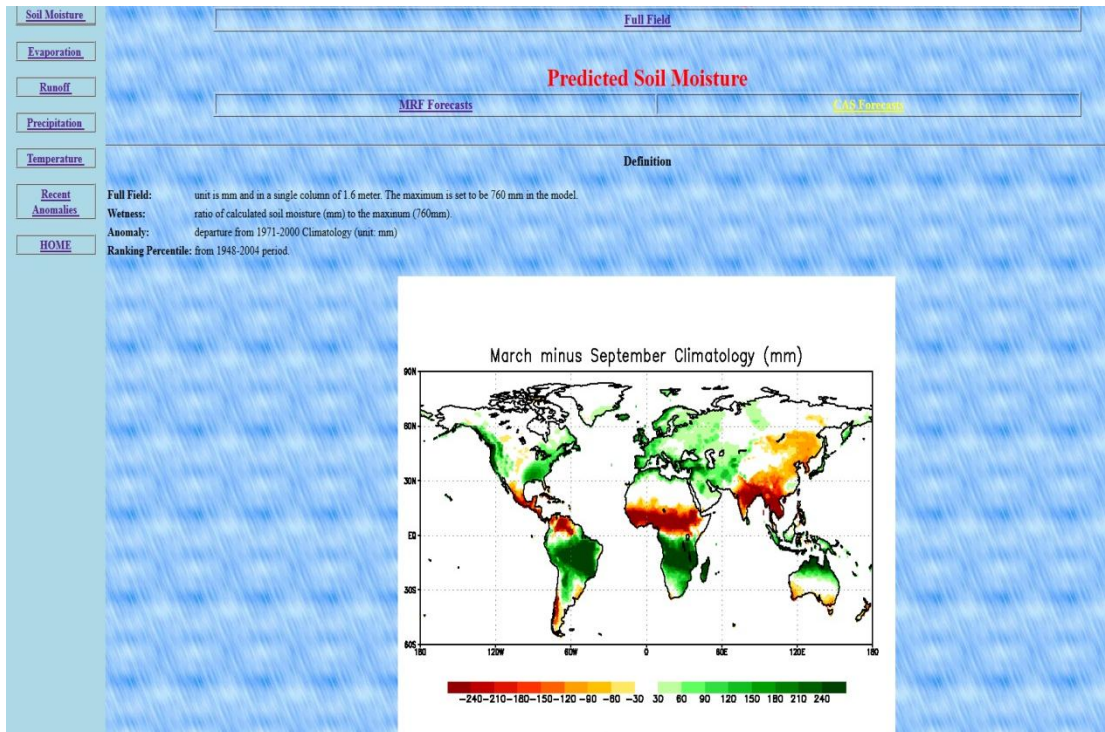 Soil Moisture
Evaporation
Runoff
Precipitation
Temperature
Recent
Anomalies
HOME
Full Field
Predicted Soil Moisture
MRF Forecasts
CAS Forecasts
Definition
Full Field: unit is mm and in a single column of 1.6 meter. The maximum is set to be 760 mm in the model.
Wetness: ratio of calculated soil moisture (mm) to the maxinum (760mm).
Anomaly: departure from 1971-2000 Climatology (unit: mm)
Ranking Percentile: from 1948-2004 period.
March minus September Climatology (mm)
90N
60N
30N
EQ
30S
60S
180 120W 60W 0 60E 120E 180
-240 -210 -180 -150 -120 -90 -60 -30 30 60 90 120 150 180 210 240